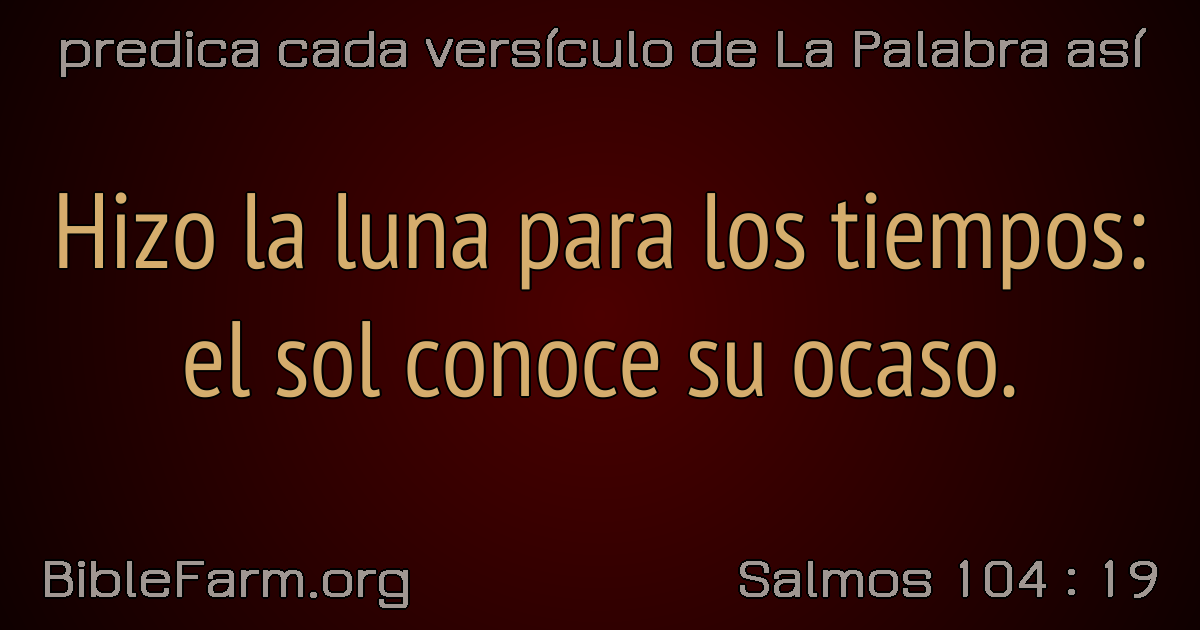 predica cada versículo de La Palabra así
Hizo la luna para los tiempos:
el sol conoce su ocaso.
BibleFarm.org
Salmos 104 : 19